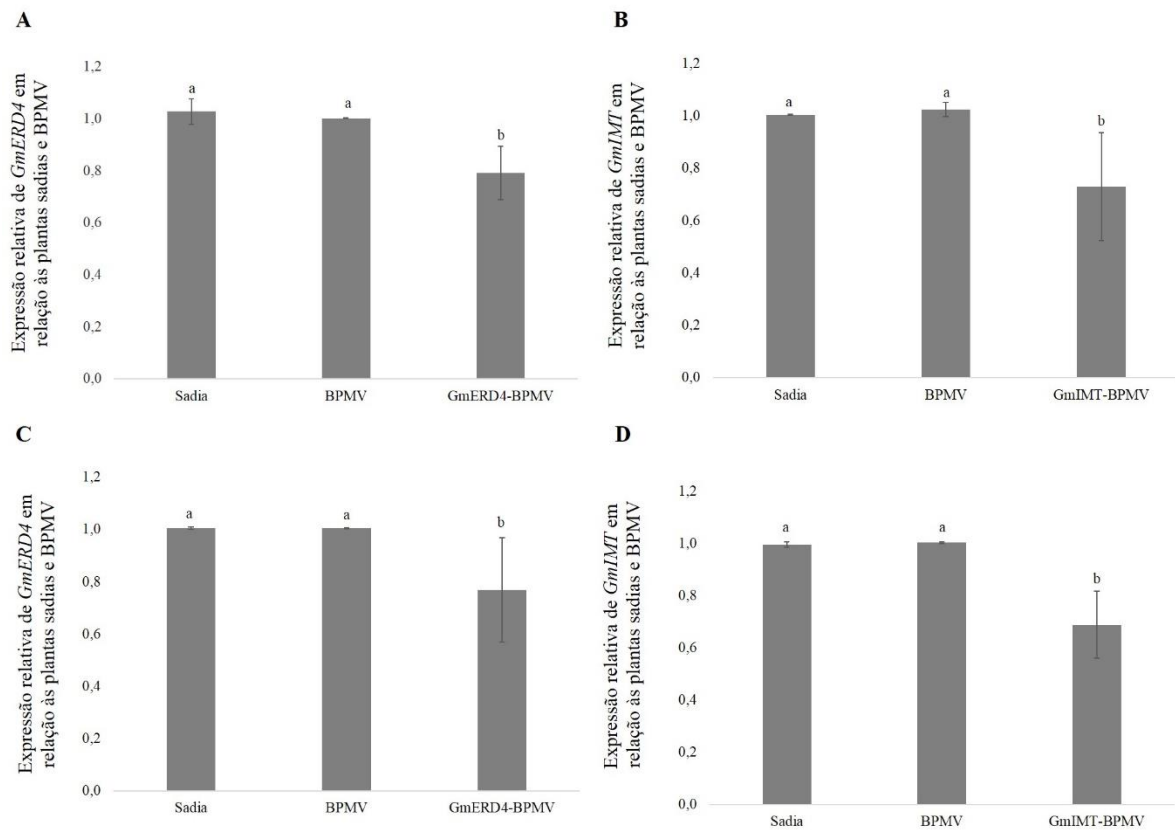 A
Expressão relativa de GmERD4 em
relação às plantas sadias e BPMV
1,2
1,0
0,8
0,6
0,4
0,2
0,0
a
a
b
Sadia
BPMV
GmERD4-BPMV
B
Expressão relativa de GmIMT em
relação às plantas sadias e BPMV
1,2
1,0
0,8
0,6
0,4
0,2
0,0
a
a
b
Sadia
BPMV
GmIMT-BPMV
C
Expressão relativa de GmERD4 em
relação às plantas sadias e BPMV
1,2
1,0
0,8
0,6
0,4
0,2
0,0
a
a
b
Sadia
BPMV
GmERD4-BPMV
D
Expressão relativa de GmIMT em
relação às plantas sadias e BPMV
1,2
1,0
0,8
0,6
0,4
0,2
0,0
a
a
b
Sadia
BPMV
GmIMT-BPMV